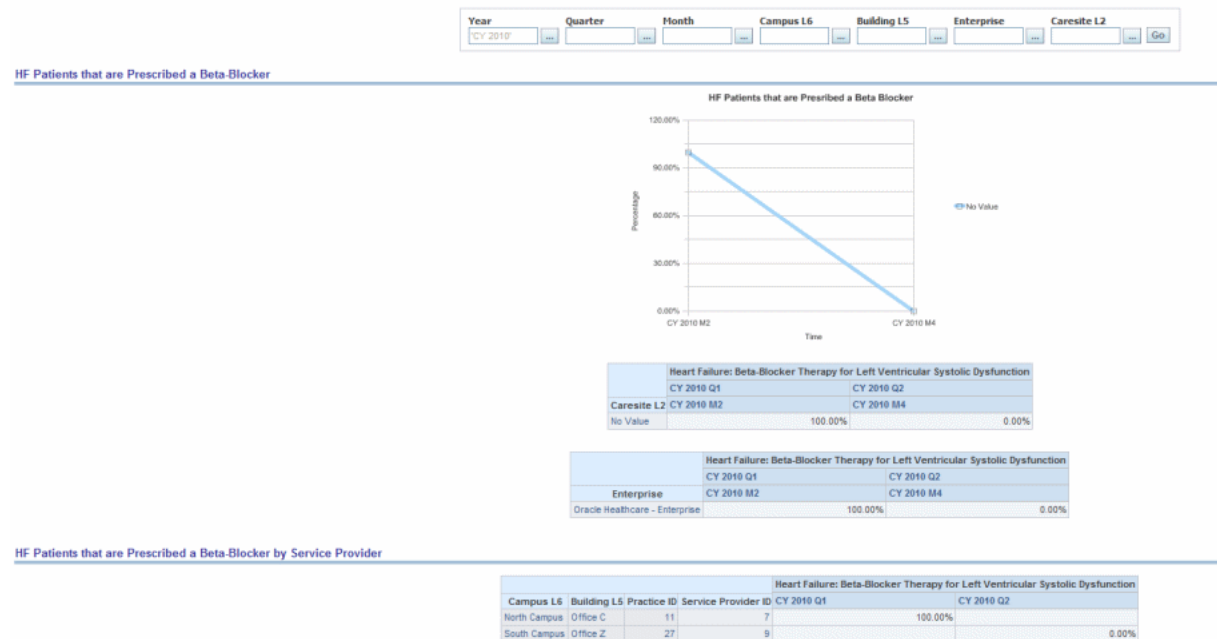 Year Quarter Month Campus L6 Building L5 Enterprise Caresite L2
'CY 2010' ... ... ... ... ... ... ... Go
HF Patients that are Prescribed a Beta-Blocker
HF Patients that are Presribed a Beta Blocker
120.00%
90.00%
60.00%
30.00%
0.00%
Percentage
No Value
CY 2010 M2 CY 2010 M4
Time
Heart Failure: Beta-Blocker Therapy for Left Ventricular Systolic Dysfunction
CY 2010 Q1 CY 2010 Q2
Caresite L2 CY 2010 M2 CY 2010 M4
No Value 100.00% 0.00%
Heart Failure: Beta-Blocker Therapy for Left Ventricular Systolic Dysfunction
CY 2010 Q1 CY 2010 Q2
Enterprise CY 2010 M2 CY 2010 M4
Oracle Healthcare - Enterprise 100.00% 0.00%
HF Patients that are Prescribed a Beta-Blocker by Service Provider
Heart Failure: Beta-Blocker Therapy for Left Ventricular Systolic Dysfunction
Campus L6 Building L5 Practice ID Service Provider ID CY 2010 Q1 CY 2010 Q2
North Campus Office C 11 7 100.00%
South Campus Office Z 27 9 0.00%